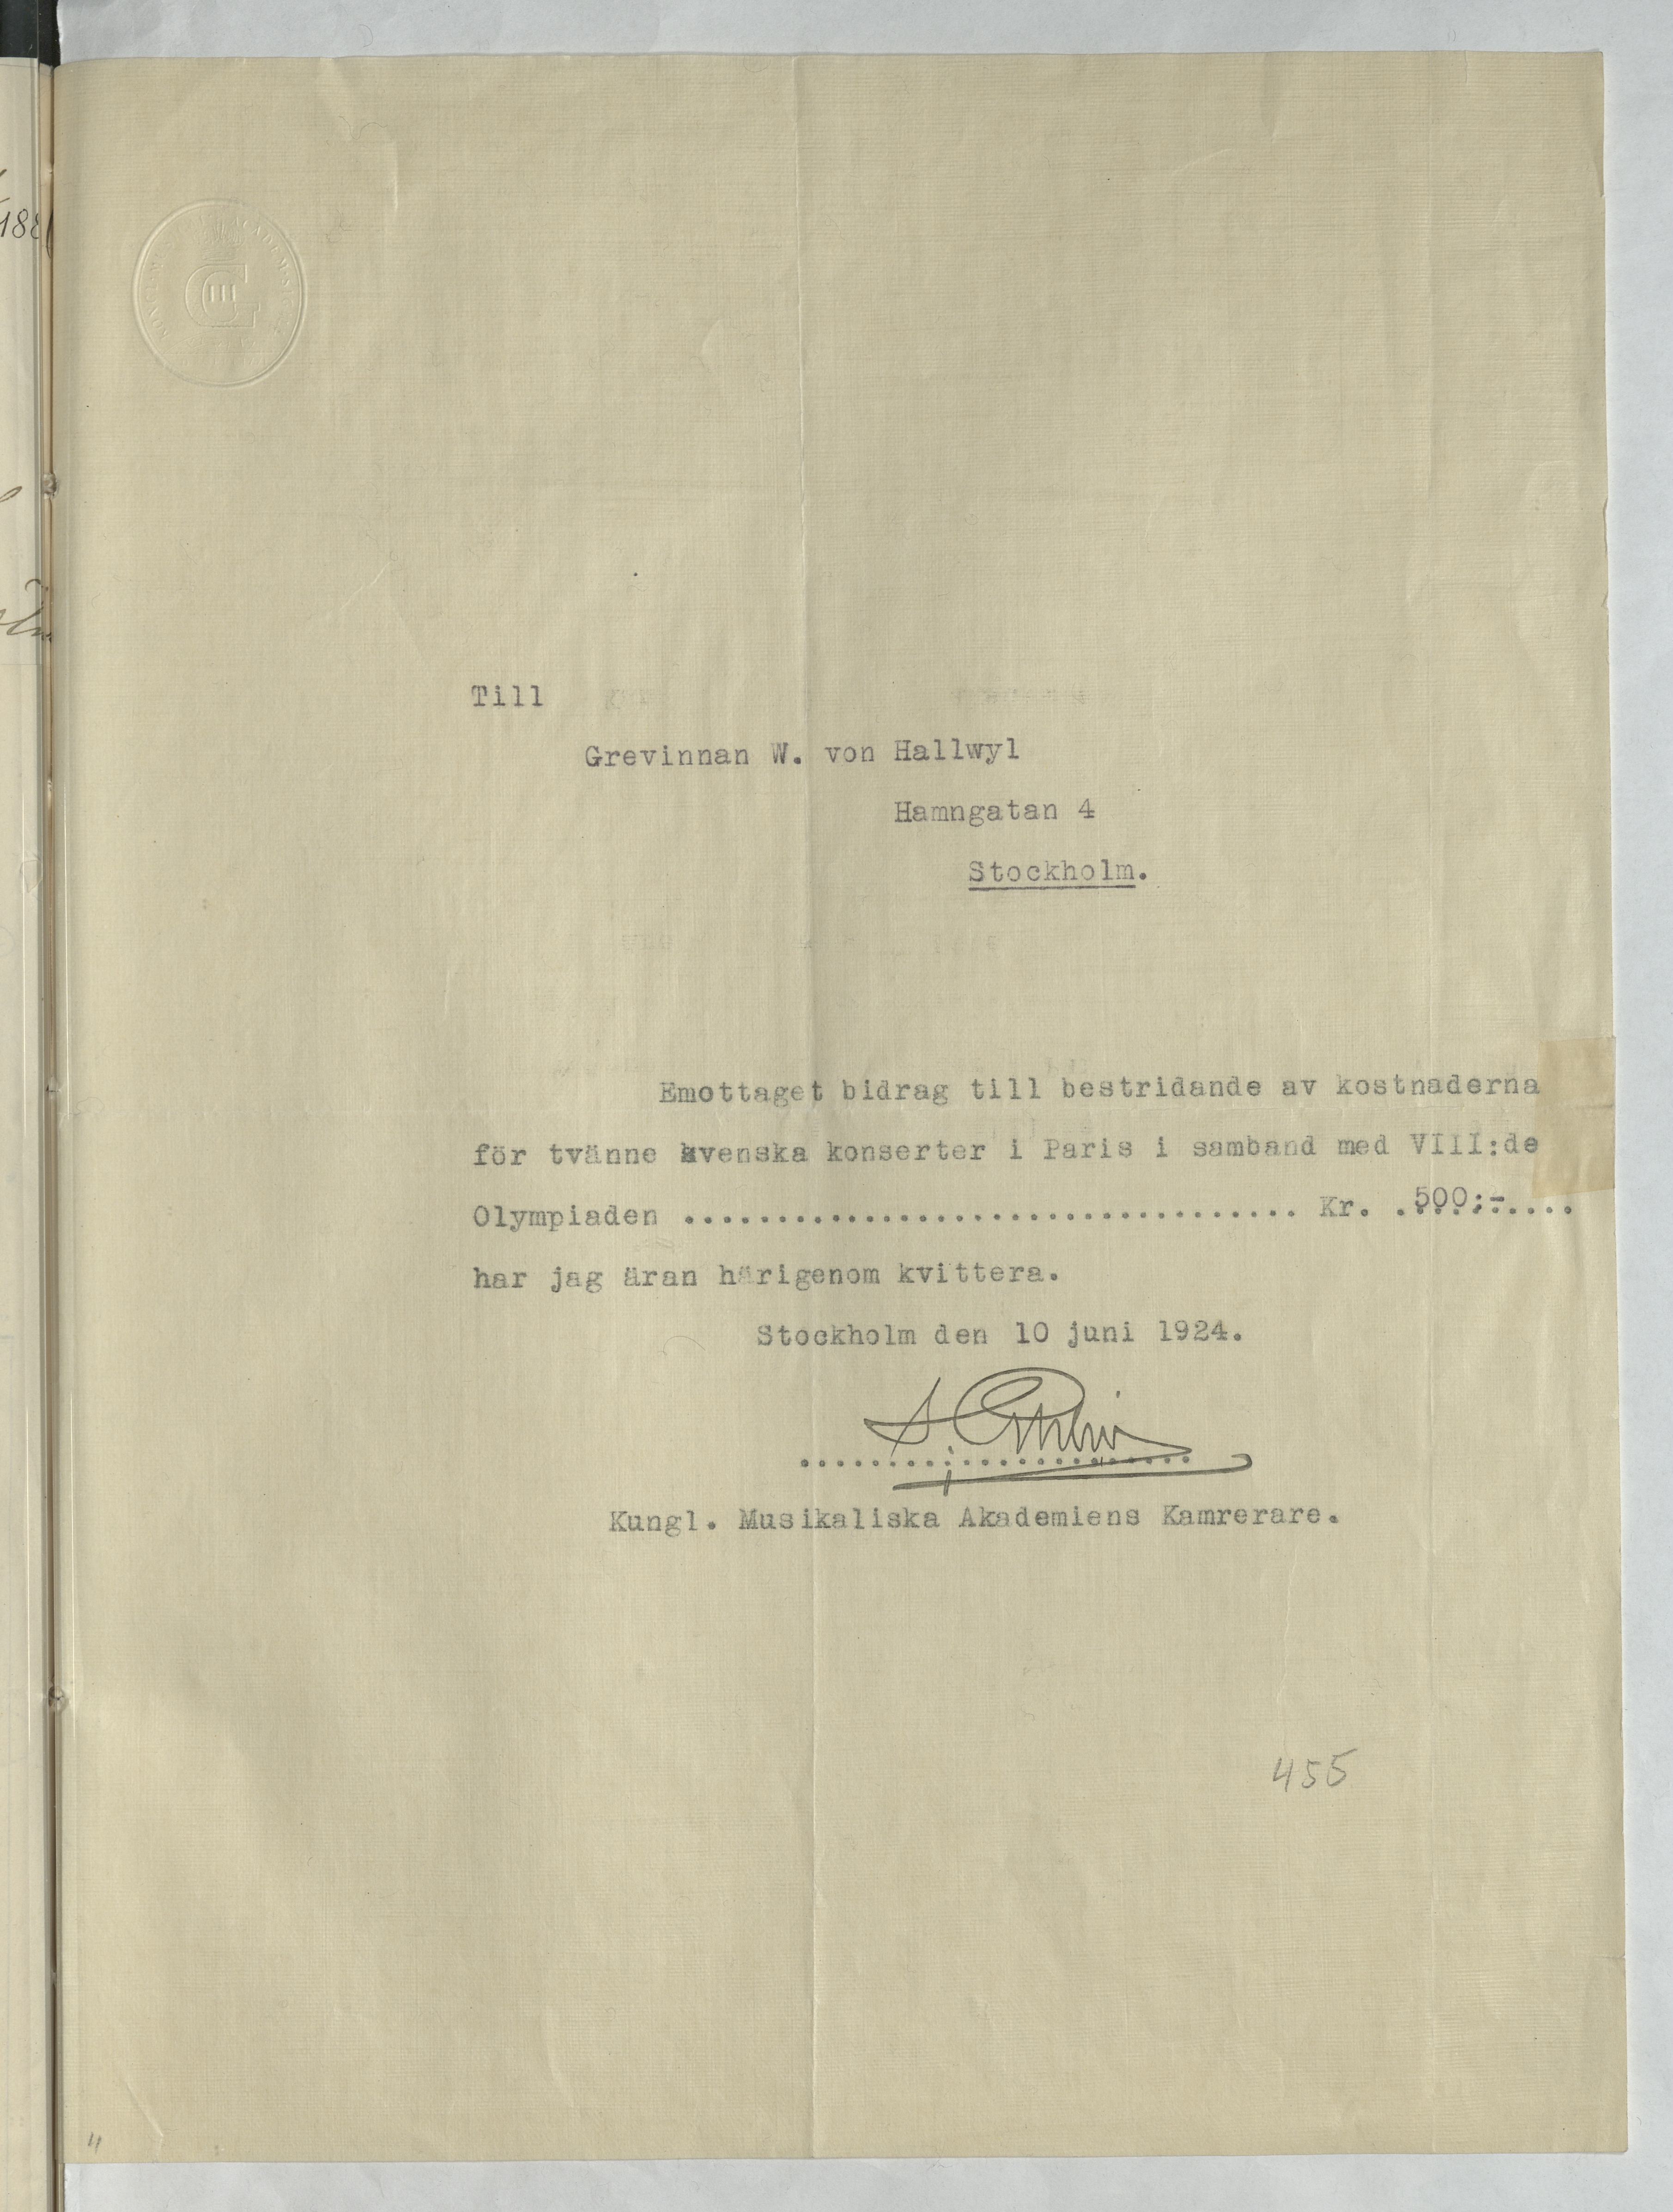 188
Till
Grevinnan W. von Hallwyl
Hamngatan 4
Stockholm.
Emottaget bidrag till bestridande av kostnaderna
för tvänne svenska konserter i Paris i samband med VIII:de
Olympiaden .................................. Kr. .500:-....
har jag äran härigenom kvittera.
Stockholm den 10 juni 1924.
Kungl. Musikaliska Akademiens Kamrerare.
455